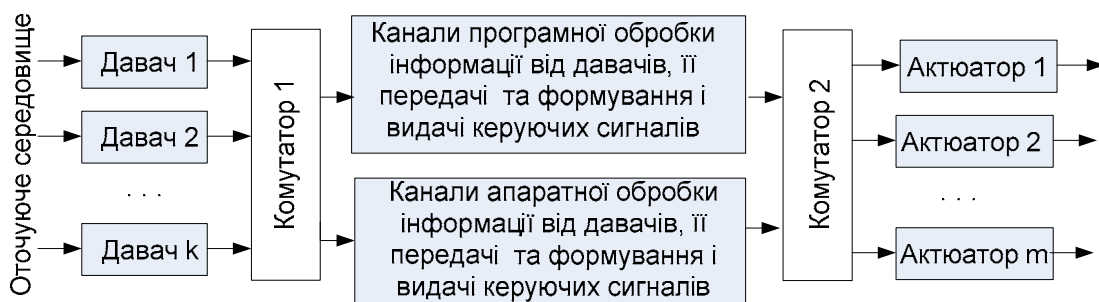 Оточуюче середовище
Давач 1
Давач 2
. . .
Давач k
Комутатор 1
Канали програмної обробки
інформації від давачів, її
передачі та формування і
видачі керуючих сигналів
Канали апаратної обробки
інформації від давачів, її
передачі та формування і
видачі керуючих сигналів
Комутатор 2
Актюатор 1
Актюатор 2
. . .
Актюатор m